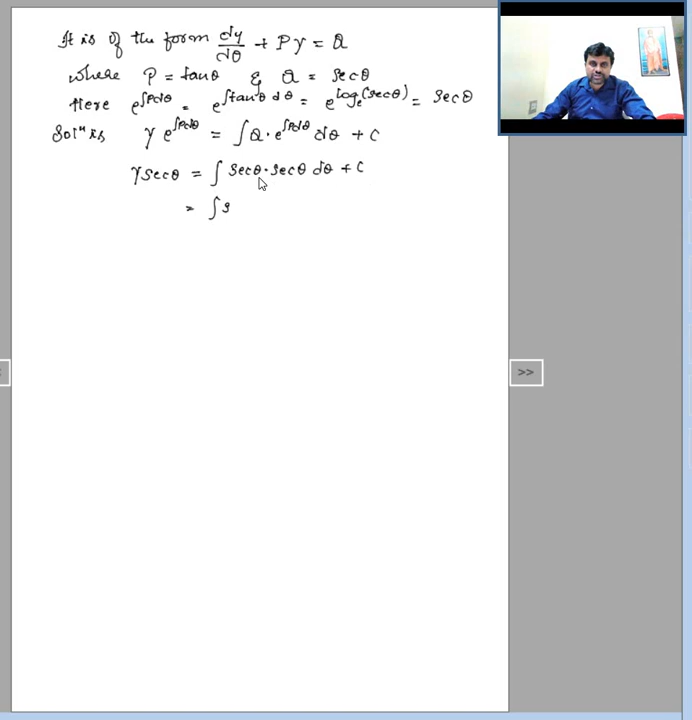 It is of the form dy/dθ + Py = Q
where P = tanθ & Q = secθ
Here e^∫Pdθ = e^∫tanθ dθ = e^log_e(secθ) = secθ
Solⁿ is y e^∫Pdθ = ∫Q·e^∫Pdθ dθ + C
y secθ = ∫ secθ·secθ dθ + C
= ∫ s
>>